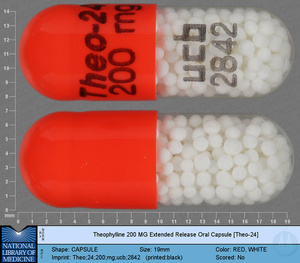 Theo-24
200 mg
ucb
2842
Theophylline 200 MG Extended Release Oral Capsule [Theo-24]
NATIONAL
LIBRARY OF
MEDICINE
Shape: CAPSULE Size: 19mm Color: RED, WHITE
Imprint: Theo;24;200;mg;ucb;2842 (printed:black) Scored: No